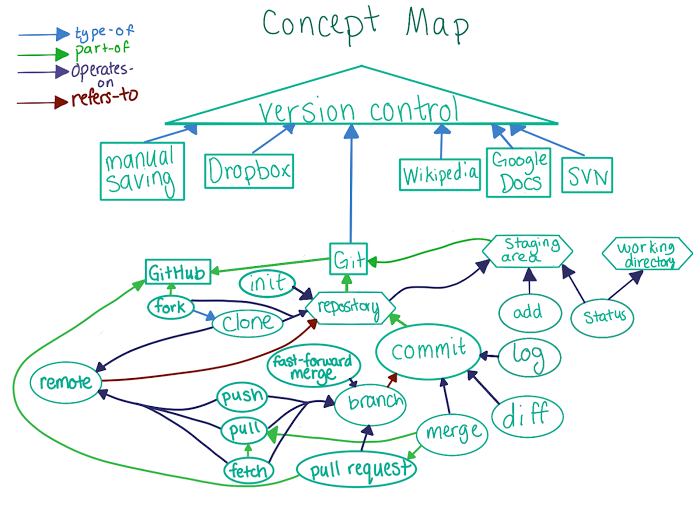 Concept Map
type-of
part-of
operates-
on
refers-to
version control
manual
saving
Dropbox
Wikipedia
Google
Docs
SVN
GitHub
Git
Staging
area
working
directory
init
fork
clone
repository
add
status
commit
log
fast-forward
merge
remote
push
branch
diff
pull
merge
fetch
pull request